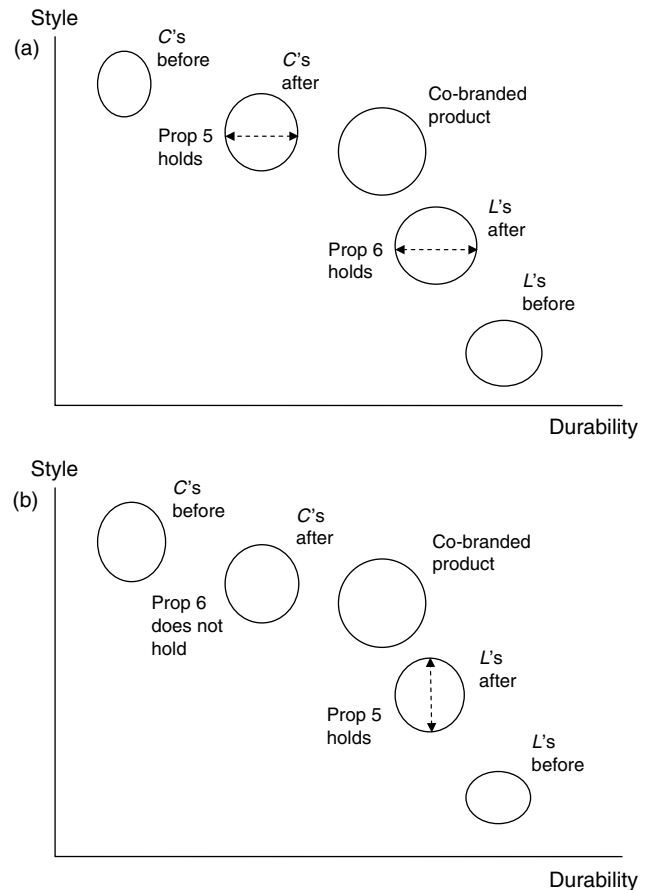 Style
(a)
C's
before
C's
after
Co-branded
product
Prop 5
holds
L's
after
Prop 6
holds
L's
before
Durability
Style
(b)
C's
before
C's
after
Co-branded
product
Prop 6
does not
hold
L's
after
Prop 5
holds
L's
before
Durability